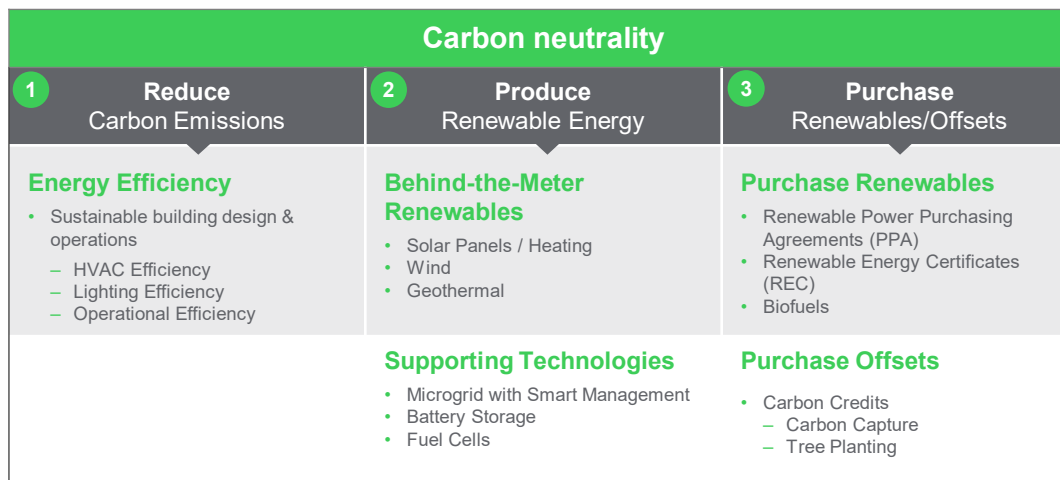 Carbon neutrality
1
Reduce
Carbon Emissions
2
Produce
Renewable Energy
3
Purchase
Renewables/Offsets
Energy Efficiency
• Sustainable building design &
operations
– HVAC Efficiency
– Lighting Efficiency
– Operational Efficiency
Behind-the-Meter
Renewables
• Solar Panels / Heating
• Wind
• Geothermal
Supporting Technologies
• Microgrid with Smart Management
• Battery Storage
• Fuel Cells
Purchase Renewables
• Renewable Power Purchasing
Agreements (PPA)
• Renewable Energy Certificates
(REC)
• Biofuels
Purchase Offsets
• Carbon Credits
– Carbon Capture
– Tree Planting